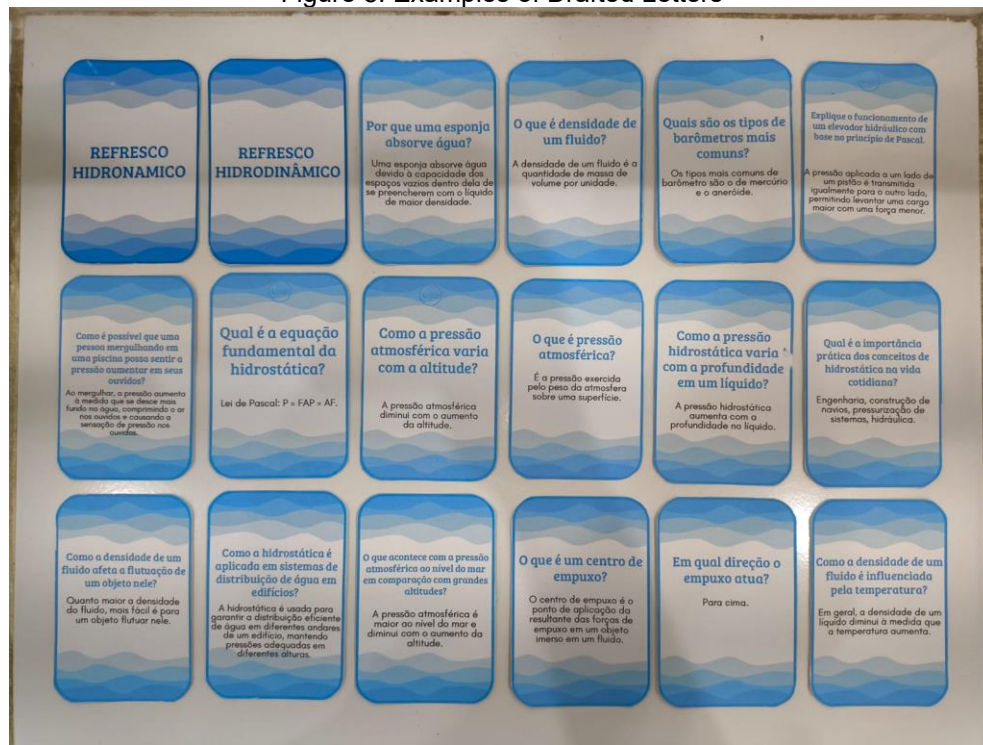 REFRESCO
HIDRONAMICO
REFRESCO
HIDRODINÂMICO
Por que uma esponja
absorve água?
Uma esponja absorve água
devido à capacidade dos
espaços vazios dentro dela de
se preencherem com o líquido
de maior densidade.
O que é densidade de
um fluido?
A densidade de um fluido é a
quantidade de massa de
volume por unidade.
Quais são os tipos de
barômetros mais
comuns?
Os tipos mais comuns de
barômetro são o de mercúrio
e o aneróide.
Explique o funcionamento de
um elevador hidráulico com
base no princípio de Pascal.
A pressão aplicada a um lado de
um pistão é transmitida
igualmente para o outro lado,
permitindo levantar uma carga
maior com uma força menor.
Como é possível que uma
pessoa mergulhando em
uma piscina possa sentir a
pressão aumentar em seus
ouvidos?
Ao mergulhar, a pressão aumenta
à medida que se desce mais
fundo na água, comprimindo o ar
nos ouvidos e causando a
sensação de pressão nos
ouvidos.
Qual é a equação
fundamental da
hidrostática?
Lei de Pascal: P = FAP = AF.
Como a pressão
atmosférica varia
com a altitude?
A pressão atmosférica
diminui com o aumento
da altitude.
O que é pressão
atmosférica?
É a pressão exercida
pelo peso da atmosfera
sobre uma superfície.
Como a pressão
hidrostática varia
com a profundidade
em um líquido?
A pressão hidrostática
aumenta com a
profundidade no líquido.
Qual é a importância
prática dos conceitos de
hidrostática na vida
cotidiana?
Engenharia, construção de
navios, pressurização de
sistemas, hidráulica.
Como a densidade de um
fluido afeta a flutuação de
um objeto nele?
Quanto maior a densidade
do fluido, mais fácil é para
um objeto flutuar nele.
Como a hidrostática é
aplicada em sistemas de
distribuição de água em
edifícios?
A hidrostática é usada para
garantir a distribuição eficiente
de água em diferentes andares
de um edifício, mantendo
pressões adequadas em
diferentes alturas.
O que acontece com a pressão
atmosférica ao nível do mar
em comparação com grandes
altitudes?
A pressão atmosférica é
maior ao nível do mar e
diminui com o aumento da
altitude.
O que é um centro de
empuxo?
O centro de empuxo é o
ponto de aplicação da
resultante das forças de
empuxo em um objeto
imerso em um fluido.
Em qual direção o
empuxo atua?
Para cima.
Como a densidade de um
fluido é influenciada
pela temperatura?
Em geral, a densidade de um
líquido diminui à medida que
a temperatura aumenta.